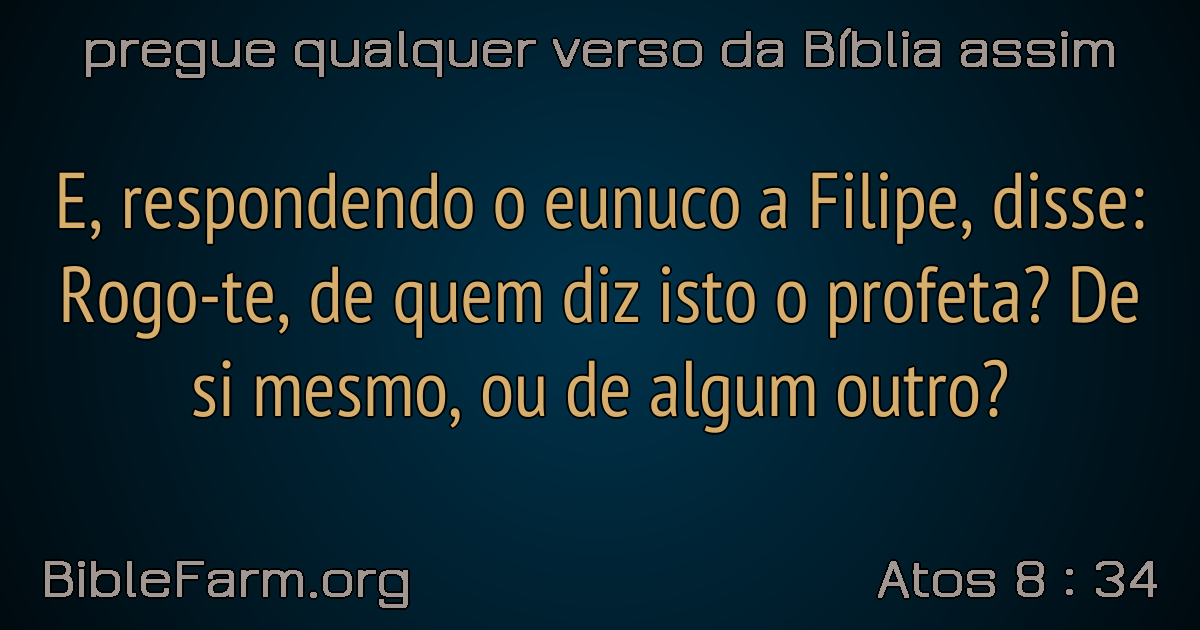 pregue qualquer verso da Bíblia assim
E, respondendo o eunuco a Filipe, disse:
Rogo-te, de quem diz isto o profeta? De
si mesmo, ou de algum outro?
BibleFarm.org
Atos 8 : 34